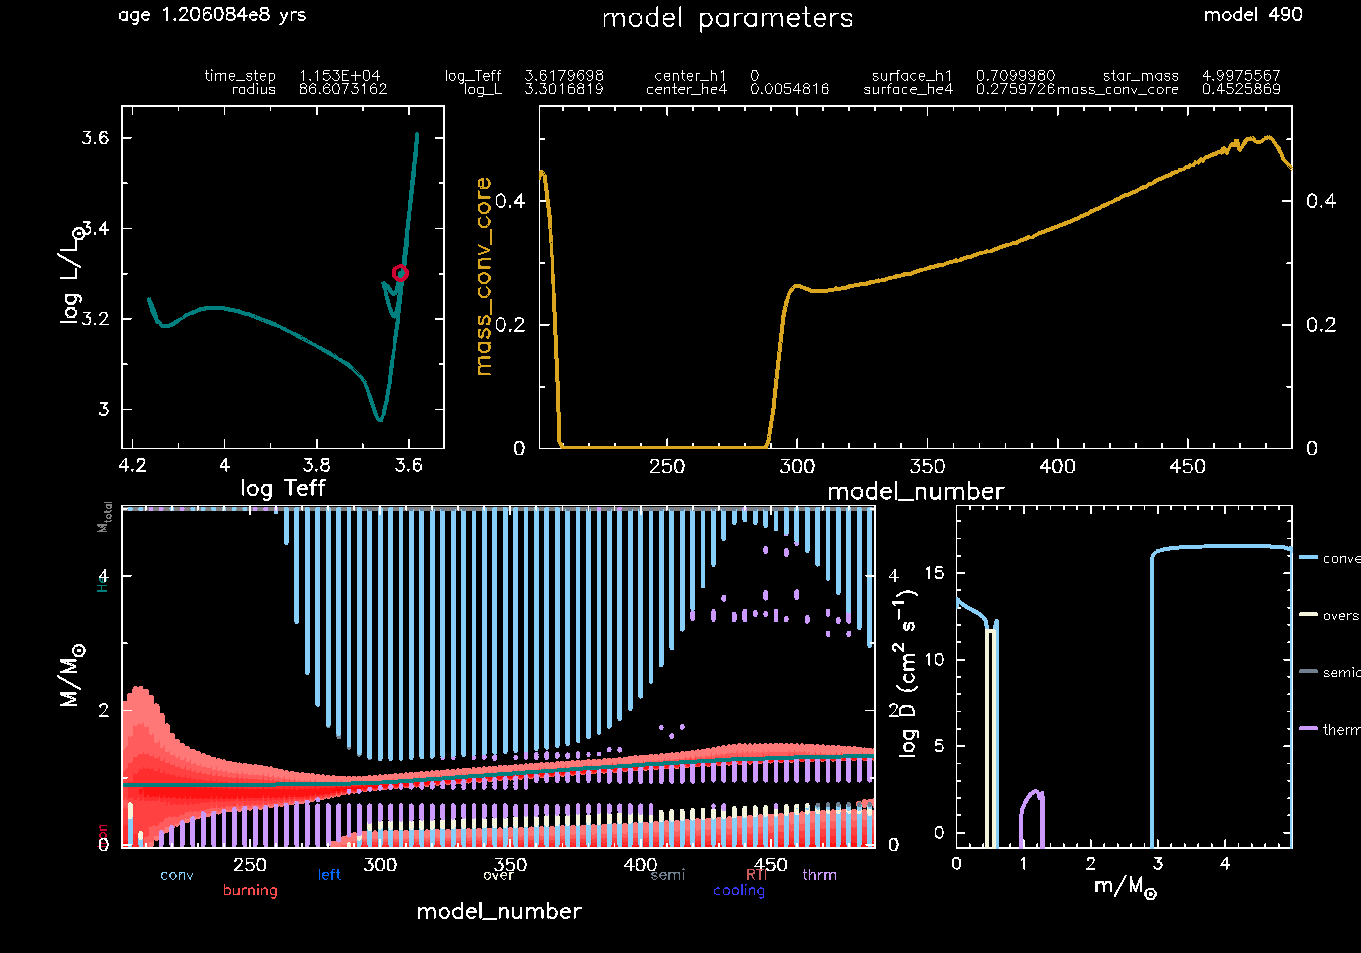 age 1.206084e8 yrs model parameters model 490
time_step 1.153E+04 log_Teff 3.6179698 center_h1 0 surface_h1 0.7099980 star_mass 4.9975567
radius 86.6073162 log_L 3.3016819 center_he4 0.0054816 surface_he4 0.2759726 mass_conv_core 0.4525869
log L/L⊙
3.6
3.4
3.2
3
4.2 4 3.8 3.6
log Teff
mass_conv_core
0.4 0.4
0.2 0.2
0 0
250 300 350 400 450
model_number
M/M⊙
Mtotal
He
4 4
2 2
0 0
250 300 350 400 450
conv left over semi RTI thrm
burning cooling
model_number
log D (cm² s⁻¹)
15
10
5
0
0 1 2 3 4
m/M⊙
conve
overs
semic
therm